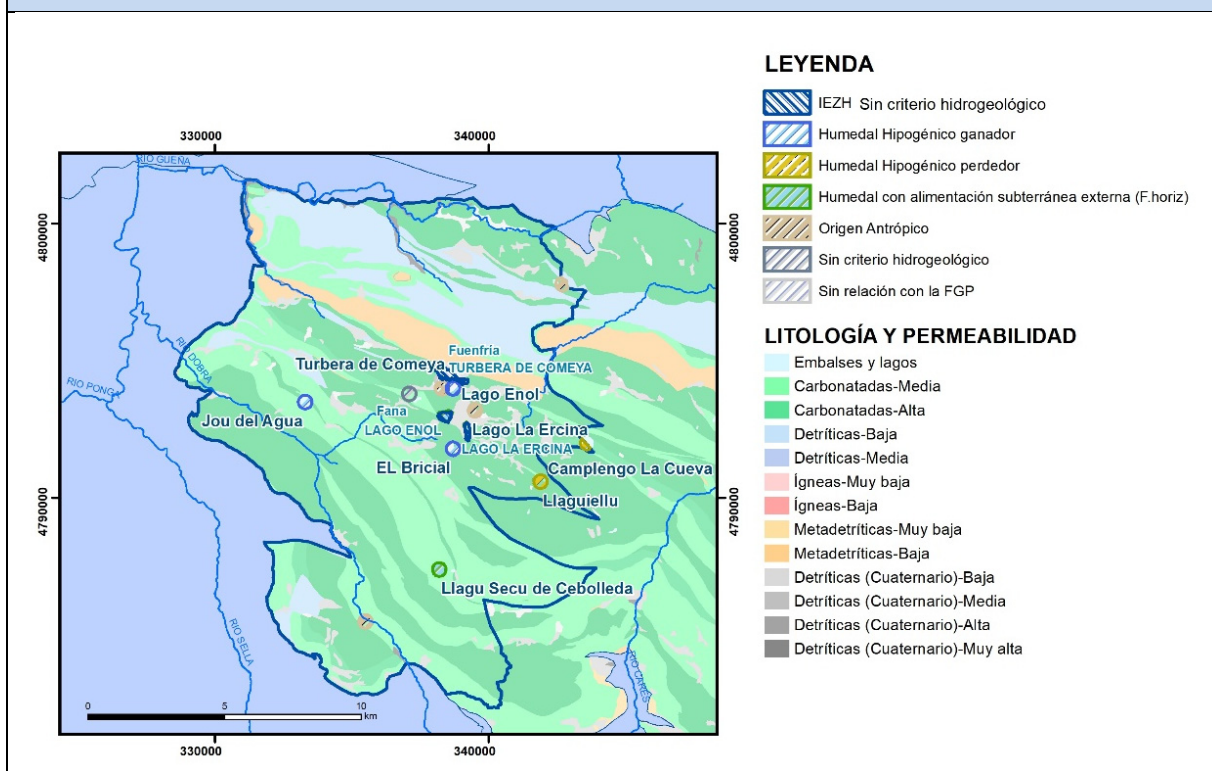 LEYENDA
IEZH Sin criterio hidrogeológico
Humedal Hipogénico ganador
Humedal Hipogénico perdedor
Humedal con alimentación subterránea externa (F.horiz)
Origen Antrópico
Sin criterio hidrogeológico
Sin relación con la FGP
LITOLOGÍA Y PERMEABILIDAD
Embalses y lagos
Carbonatadas-Media
Carbonatadas-Alta
Detríticas-Baja
Detríticas-Media
Ígneas-Muy baja
Ígneas-Baja
Metadetríticas-Muy baja
Metadetríticas-Baja
Detríticas (Cuaternario)-Baja
Detríticas (Cuaternario)-Media
Detríticas (Cuaternario)-Alta
Detríticas (Cuaternario)-Muy alta
330000
340000
RIO GUEÑA
4800000
4800000
Fuenfría
Turbera de Comeya
TURBERA DE COMEYA
RIO DOBRA
RIO PONGA
Lago Enol
Jou del Agua
Fana
LAGO ENOL
Lago La Ercina
LAGO LA ERCINA
EL Bricial
Camplengo La Cueva
Llaguiellu
4790000
4790000
Llagu Secu de Cebolleda
RIO SELLA
RIO CARES
0
5
10
km
330000
340000